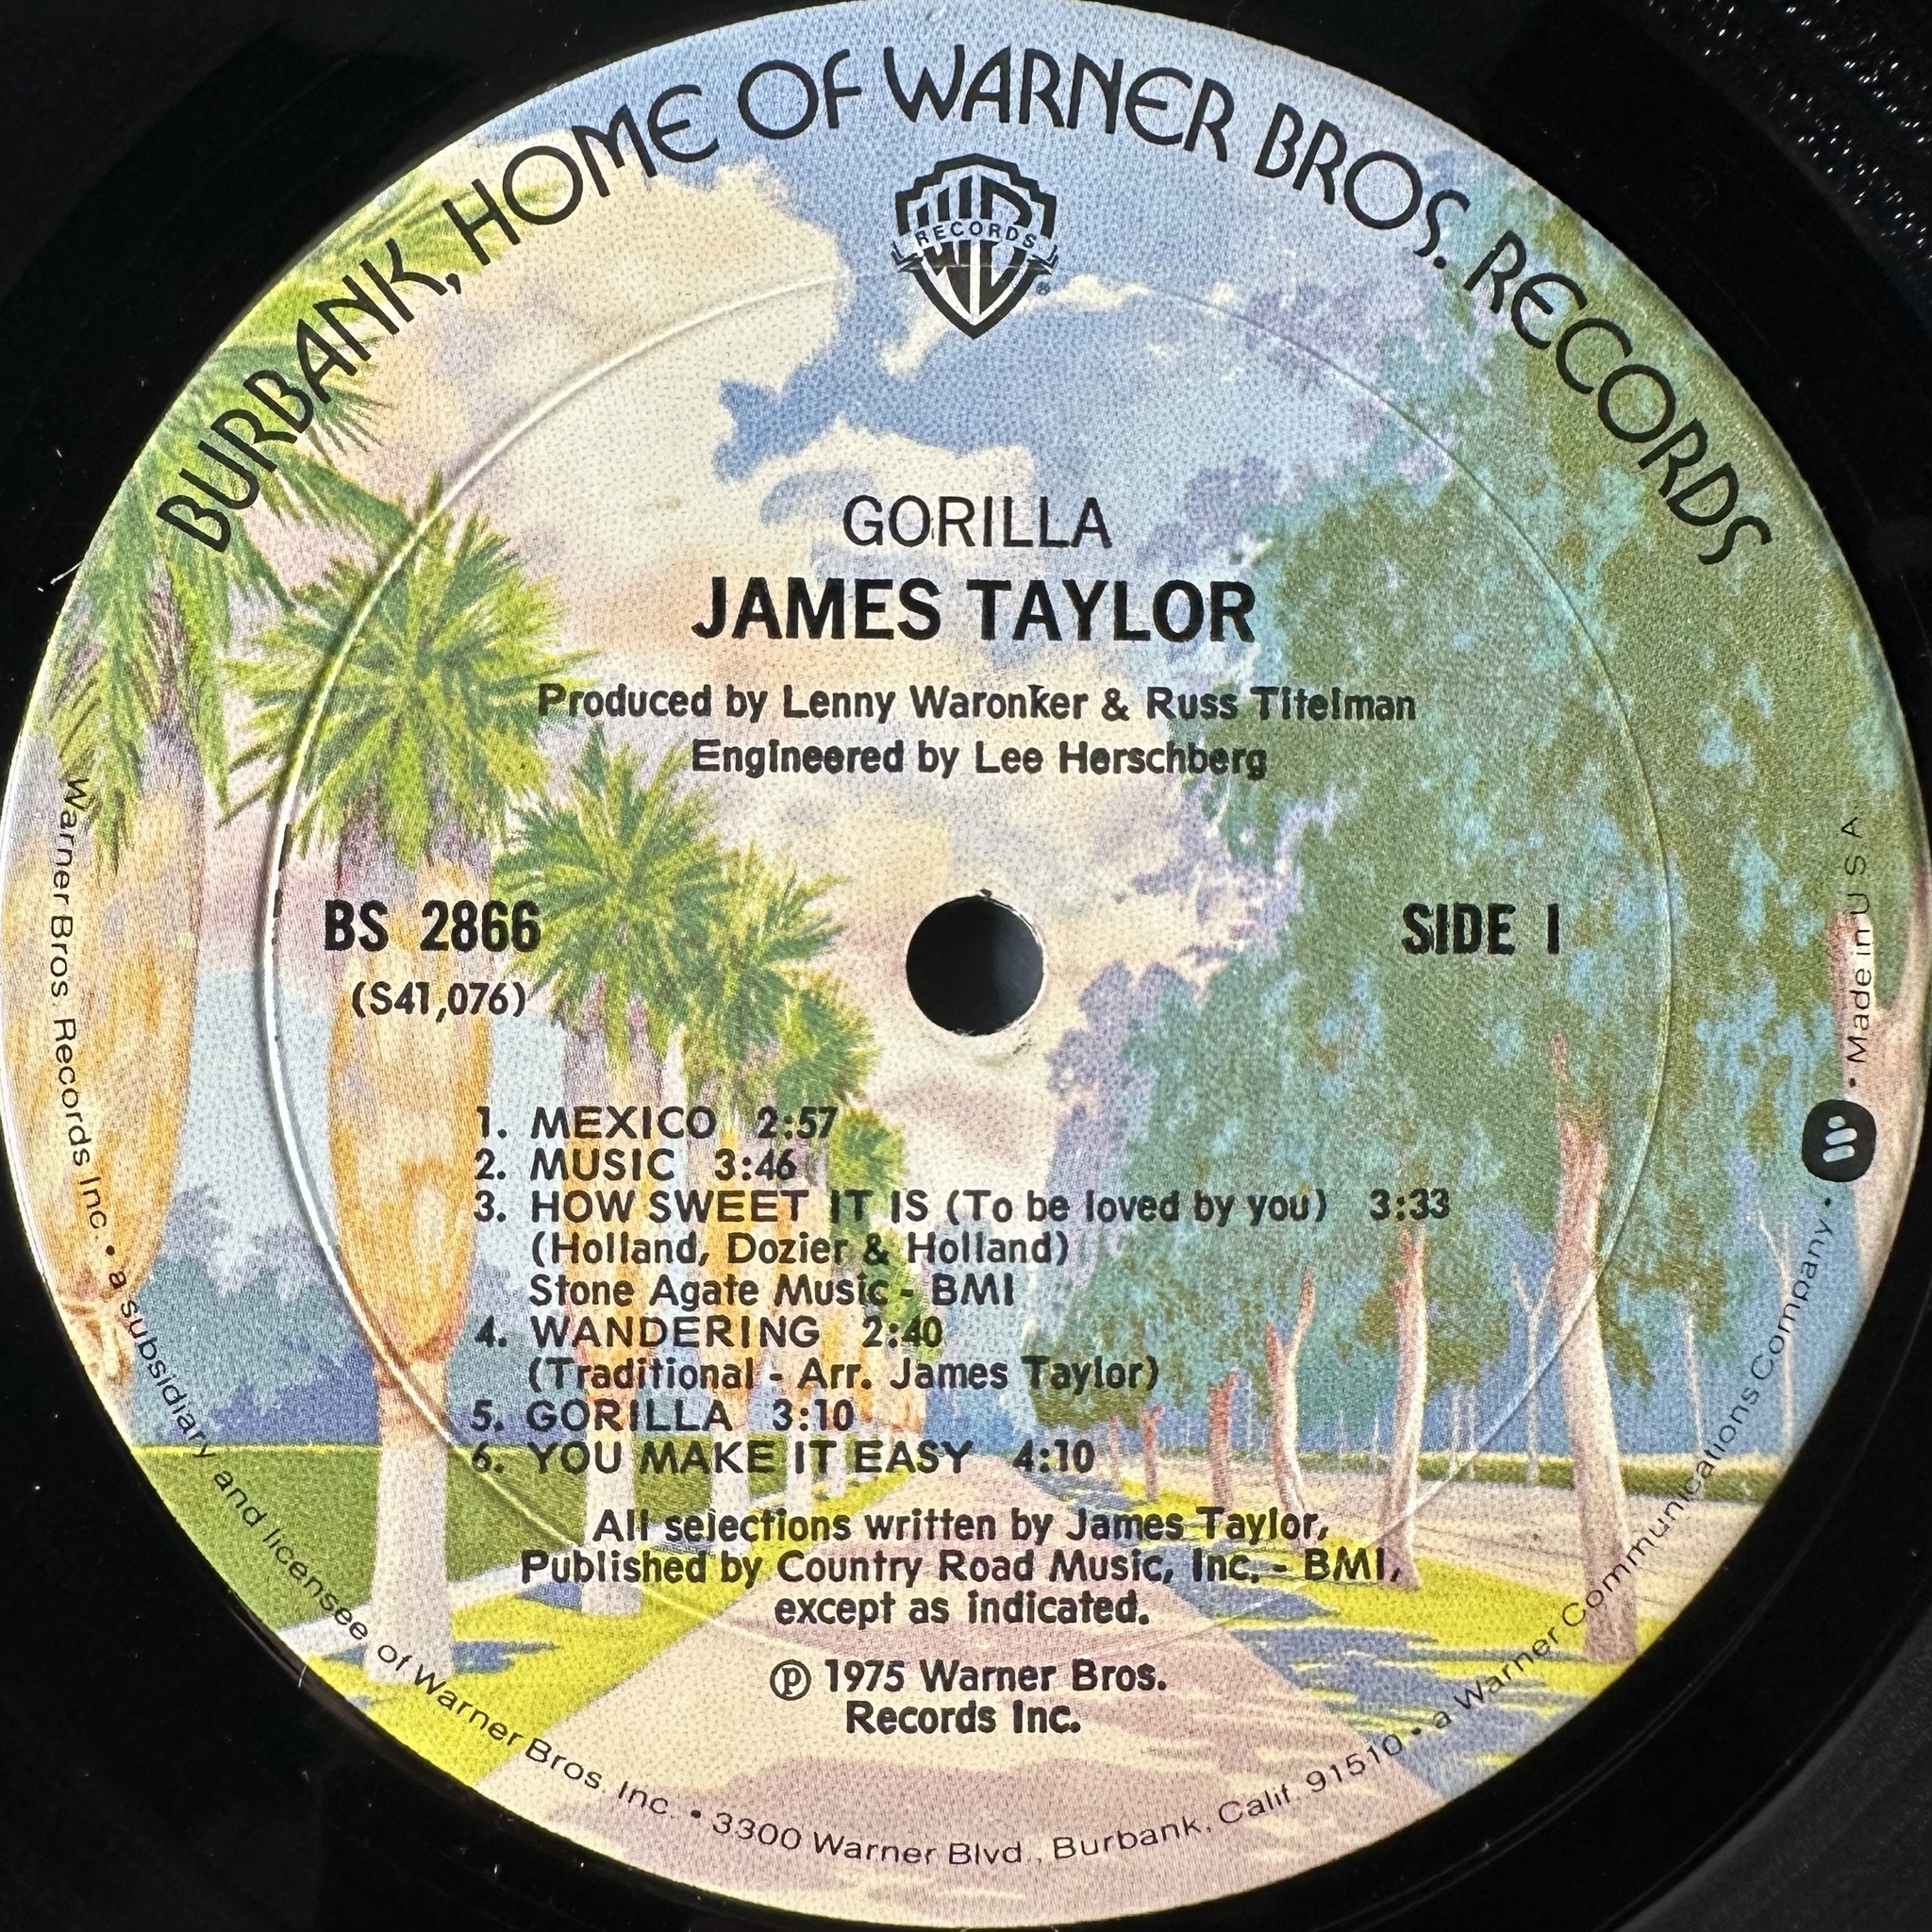 BURBANK, HOME OF WARNER BROS. RECORDS
RECORDS
®
GORILLA
JAMES TAYLOR
Produced by Lenny Waronker & Russ Titelman
Engineered by Lee Herschberg
BS 2866
(S41,076)
SIDE 1
1. MEXICO 2:57
2. MUSIC 3:46
3. HOW SWEET IT IS (To be loved by you) 3:33
(Holland, Dozier & Holland)
Stone Agate Music - BMI
4. WANDERING 2:40
(Traditional - Arr. James Taylor)
5. GORILLA 3:10
6. YOU MAKE IT EASY 4:10
All selections written by James Taylor,
Published by Country Road Music, Inc. - BMI,
except as indicated.
℗ 1975 Warner Bros.
Records Inc.
Warner Bros. Records Inc. • a subsidiary and licensee of Warner Bros. Inc. • 3300 Warner Blvd., Burbank, Calif. 91510 • a Warner Communications Company • Made in U S A